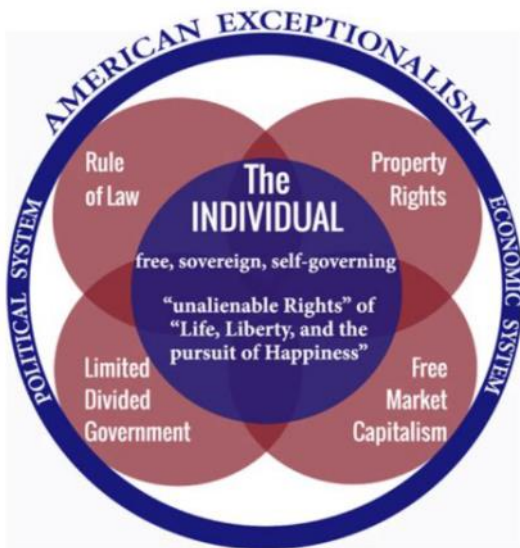 AMERICAN EXCEPTIONALISM
POLITICAL SYSTEM
ECONOMIC SYSTEM
Rule
of Law
Property
Rights
The
INDIVIDUAL
free, sovereign, self-governing
“unalienable Rights” of
“Life, Liberty, and the
pursuit of Happiness”
Limited
Divided
Government
Free
Market
Capitalism